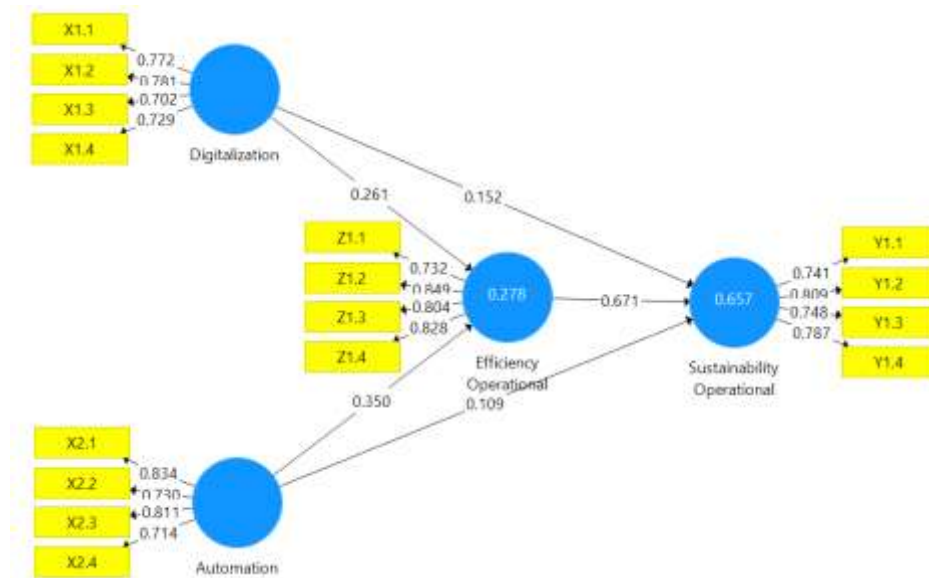 X1.1
0.772
X1.2
0.781
X1.3
0.702
0.729
X1.4
Digitalization
0.261
0.152
Z1.1
0.732
Z1.2
0.849
Z1.3
0.804
0.828
Z1.4
0.278
Efficiency
Operational
0.671
0.657
Sustainability
Operational
Y1.1
0.741
Y1.2
0.809
Y1.3
0.748
0.787
Y1.4
0.350
0.109
X2.1
0.834
X2.2
0.730
X2.3
0.811
0.714
X2.4
Automation